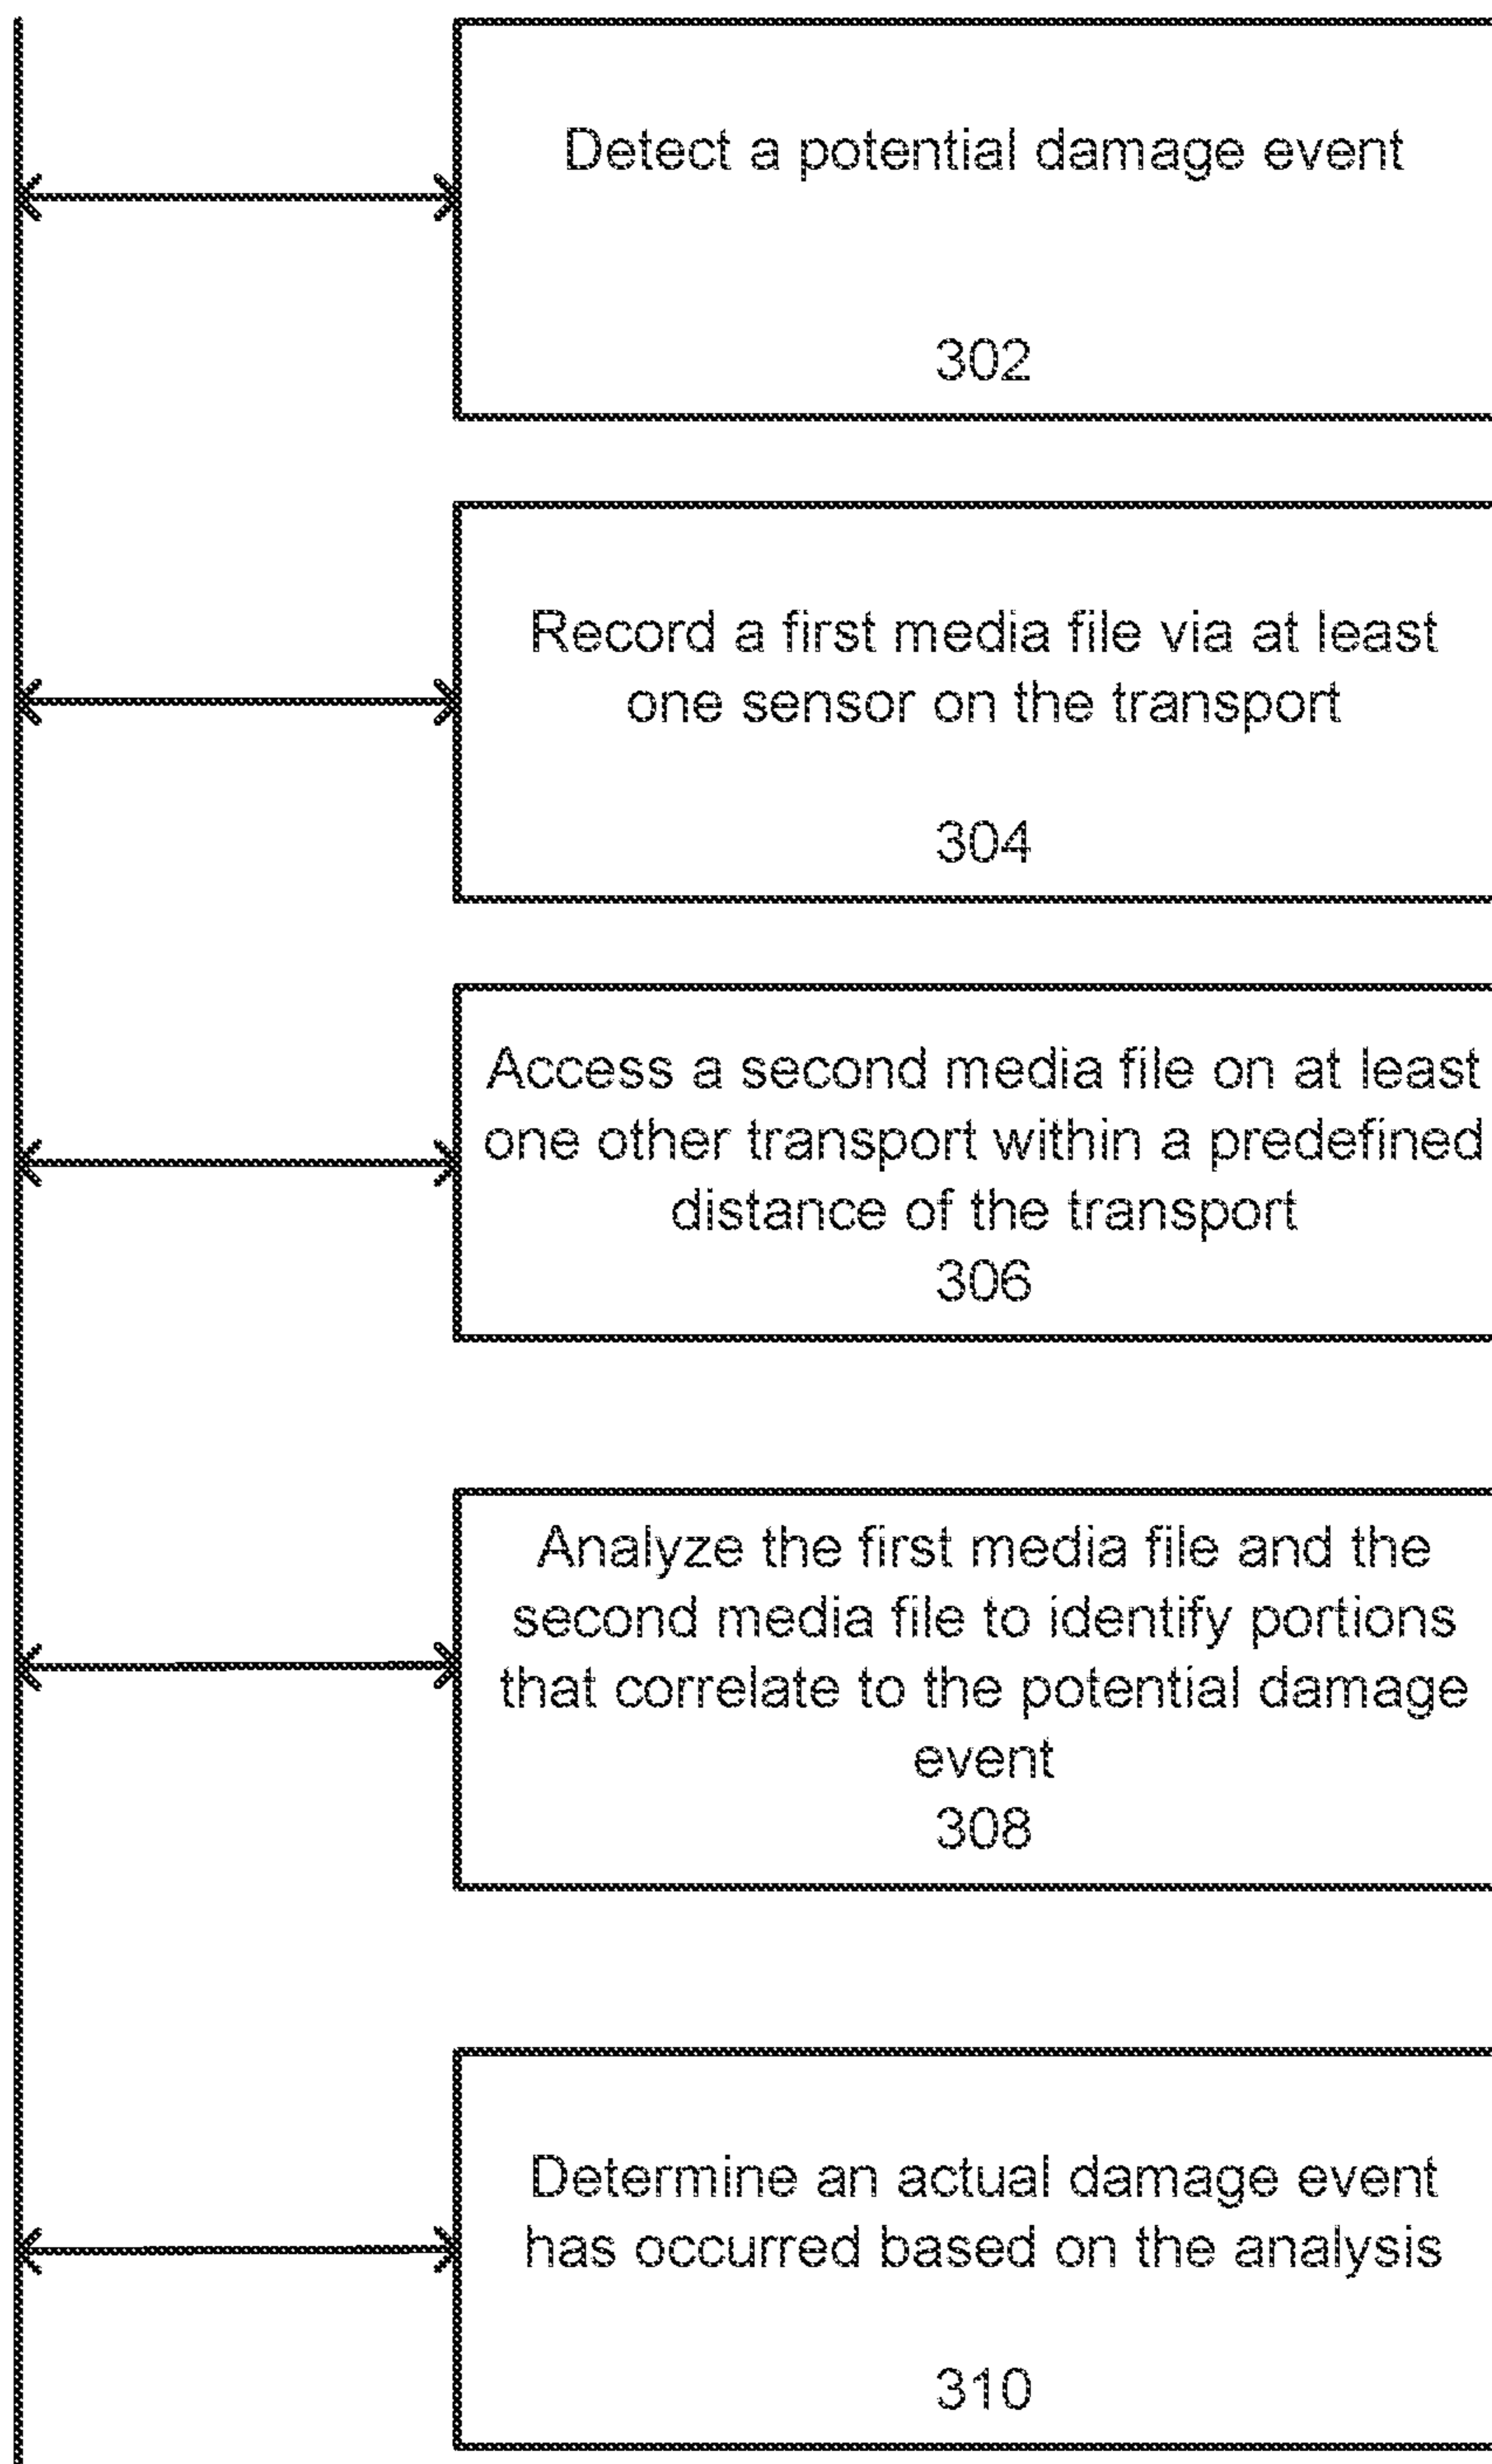 Detect a potential damage event
302
Record a first media file via at least
one sensor on the transport
304
Access a second media file on at least
one other transport within a predefined
distance of the transport
306
Analyze the first media file and the
second media file to identify portions
that correlate to the potential damage
event
308
Determine an actual damage event
has occurred based on the analysis
310